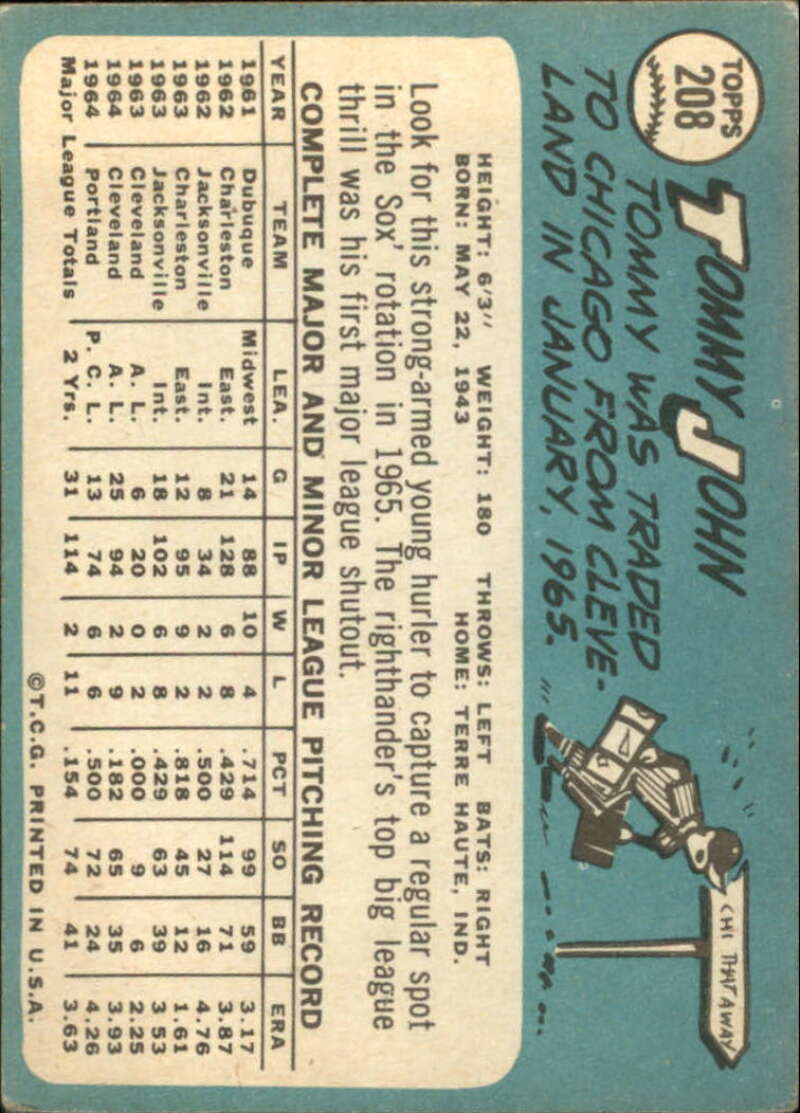 TOPPS
208
TOMMY JOHN
TOMMY WAS TRADED
TO CHICAGO FROM CLEVE-
LAND IN JANUARY, 1965.
CHI THAT AWAY
HEIGHT: 6'3" WEIGHT: 180 THROWS: LEFT BATS: RIGHT
BORN: MAY 22, 1943 HOME: TERRE HAUTE, IND.
Look for this strong-armed young hurler to capture a regular spot
in the Sox' rotation in 1965. The righthander's top big league
thrill was his first major league shutout.
COMPLETE MAJOR AND MINOR LEAGUE PITCHING RECORD
YEAR TEAM LEA. G IP W L PCT SO BB ERA
1961 Dubuque Midwest 14 88 10 4 .714 99 59 3.17
1962 Charleston East. 21 128 6 8 .429 114 71 3.87
1962 Jacksonville Int. 8 34 2 2 .500 27 16 4.76
1963 Charleston East. 12 95 9 2 .818 45 12 1.61
1963 Jacksonville Int. 18 102 6 8 .429 63 39 3.53
1963 Cleveland A. L. 6 20 0 2 .000 9 6 2.25
1964 Cleveland A. L. 25 94 2 9 .182 65 35 3.93
1964 Portland P. C. L. 13 74 6 6 .500 72 24 4.26
Major League Totals 2 Yrs. 31 114 2 11 .154 74 41 3.63
©T.C.G. PRINTED IN U.S.A.